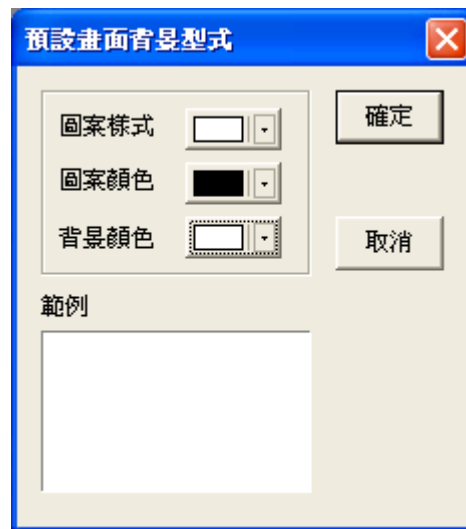 預設畫面背景型式
圖案樣式
確定
圖案顏色
背景顏色
取消
範例